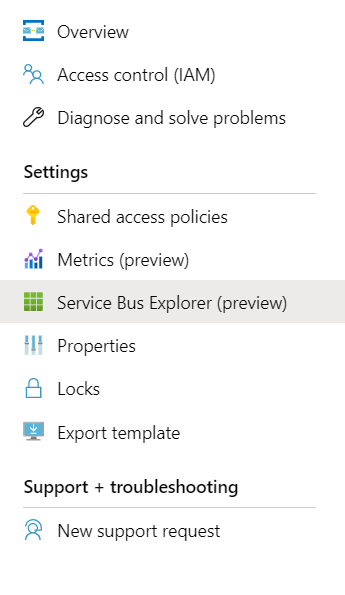 Overview
Access control (IAM)
Diagnose and solve problems
Settings
Shared access policies
Metrics (preview)
Service Bus Explorer (preview)
Properties
Locks
Export template
Support + troubleshooting
New support request